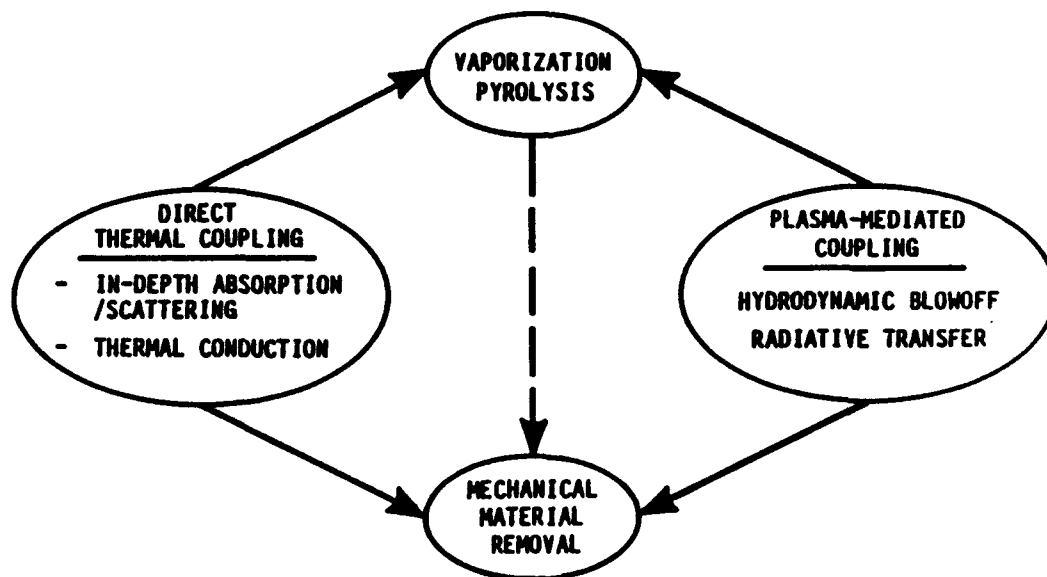 VAPORIZATION
PYROLYSIS
DIRECT
THERMAL COUPLING
- IN-DEPTH ABSORPTION
/SCATTERING
- THERMAL CONDUCTION
PLASMA-MEDIATED
COUPLING
HYDRODYNAMIC BLOWOFF
RADIATIVE TRANSFER
MECHANICAL
MATERIAL
REMOVAL